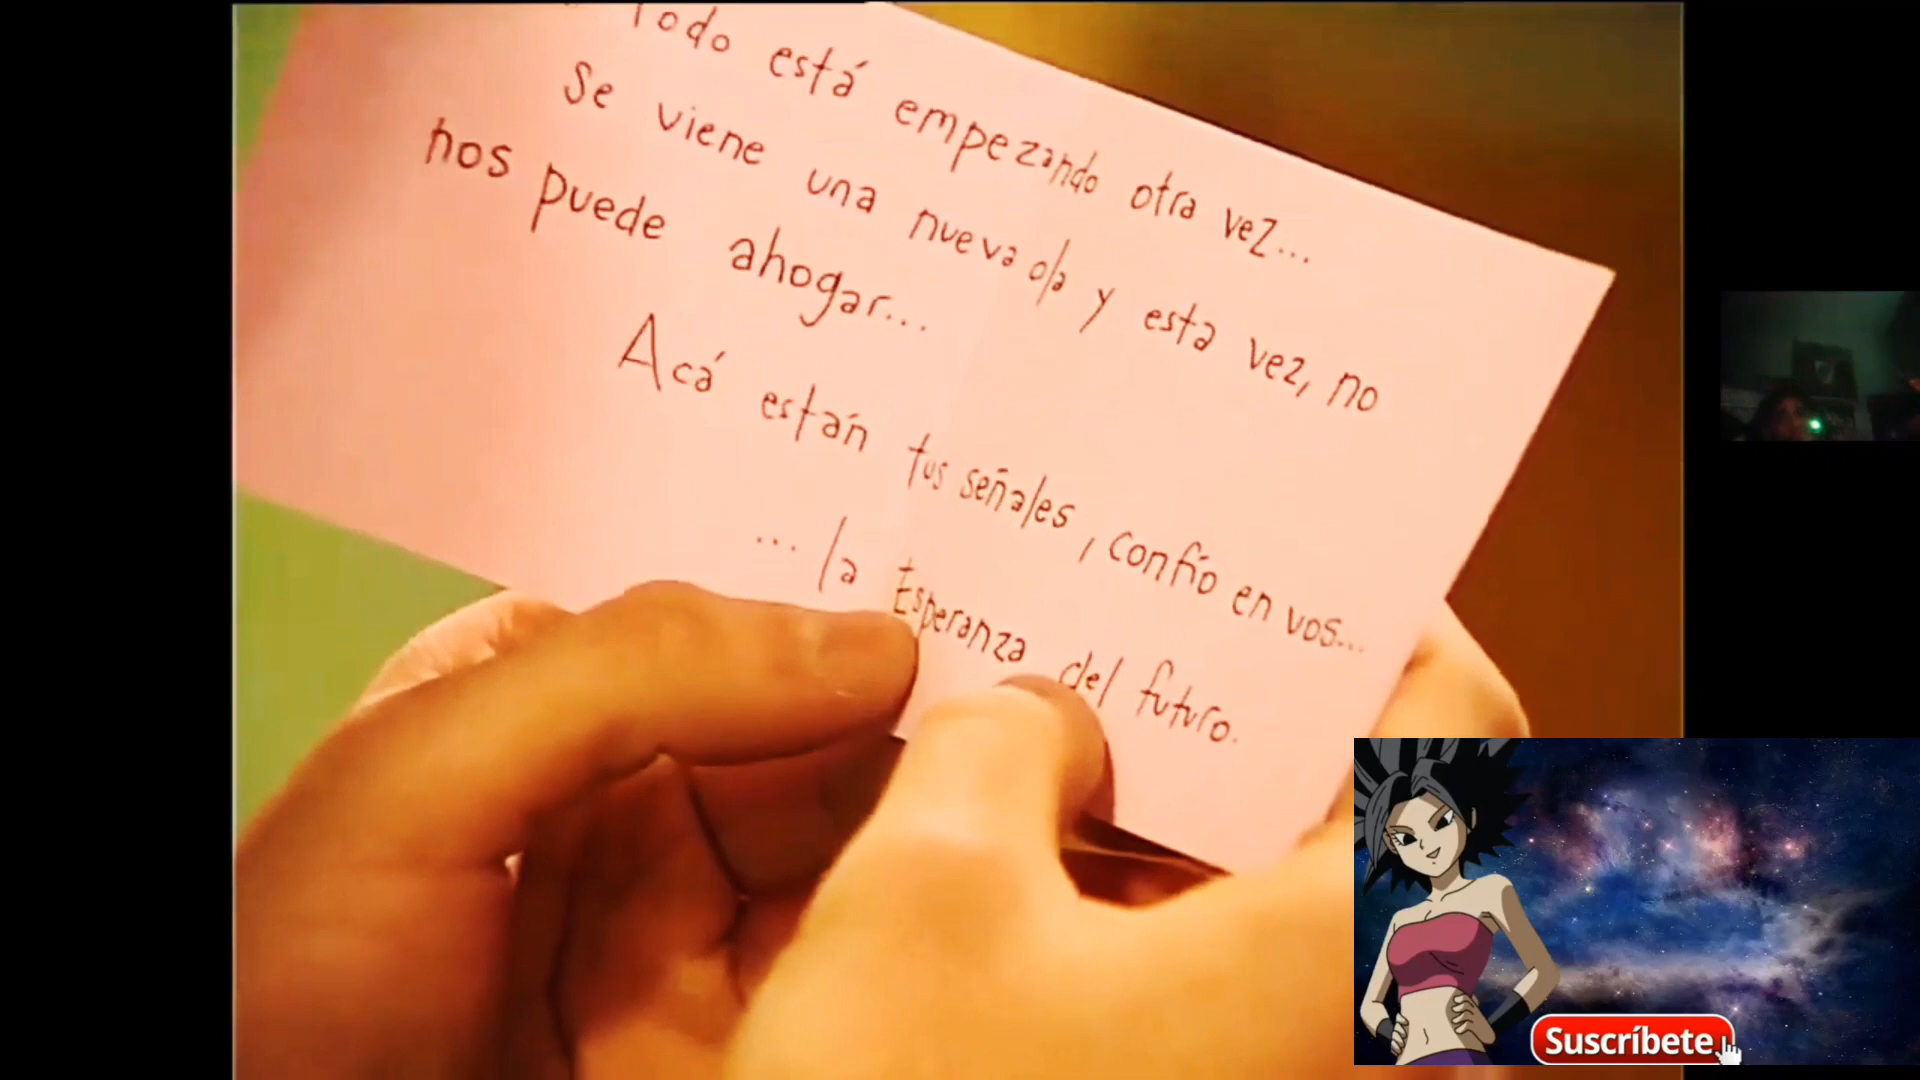 Todo está empezando otra vez...
Se viene una nueva ola y esta vez, no
nos puede ahogar...
Acá están tus señales, confío en vos...
... la Esperanza del futuro.
Suscríbete